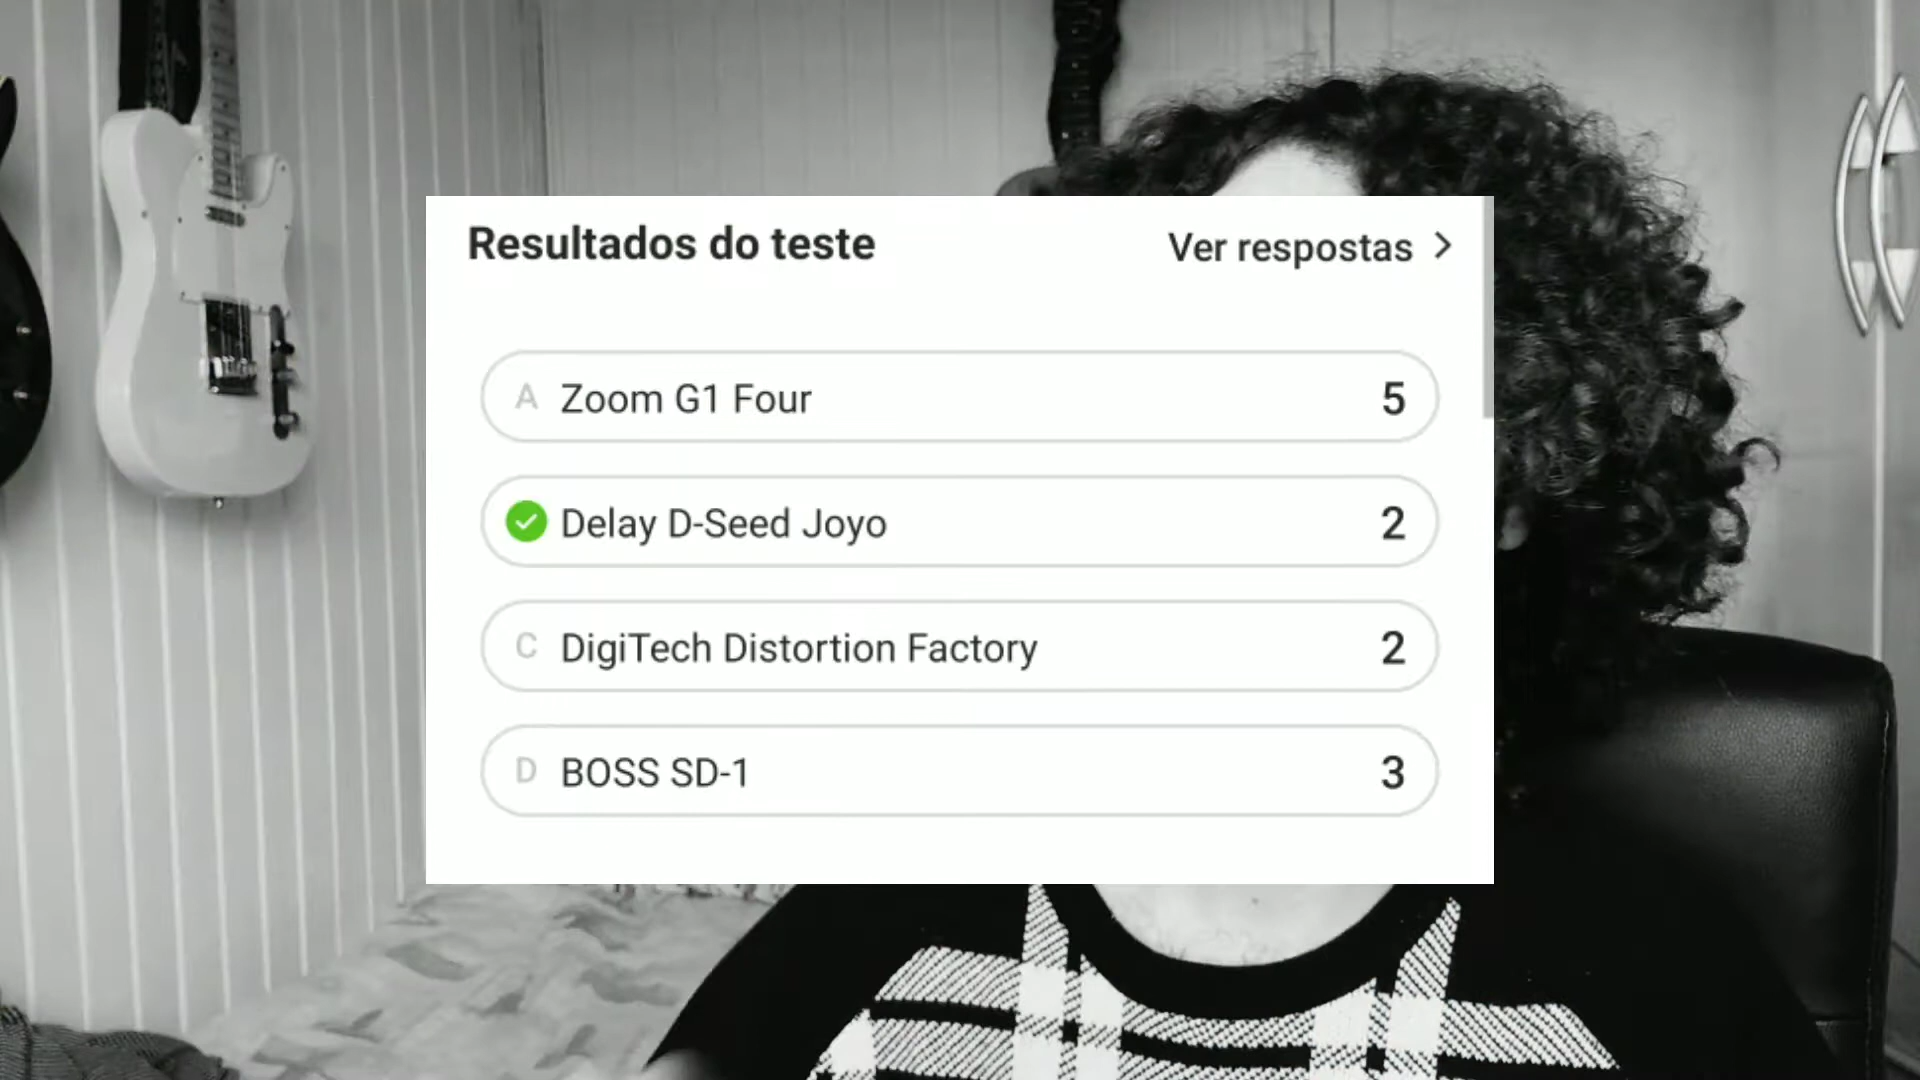 Resultados do teste
Ver respostas
A Zoom G1 Four 5
Delay D-Seed Joyo 2
C DigiTech Distortion Factory 2
D BOSS SD-1 3